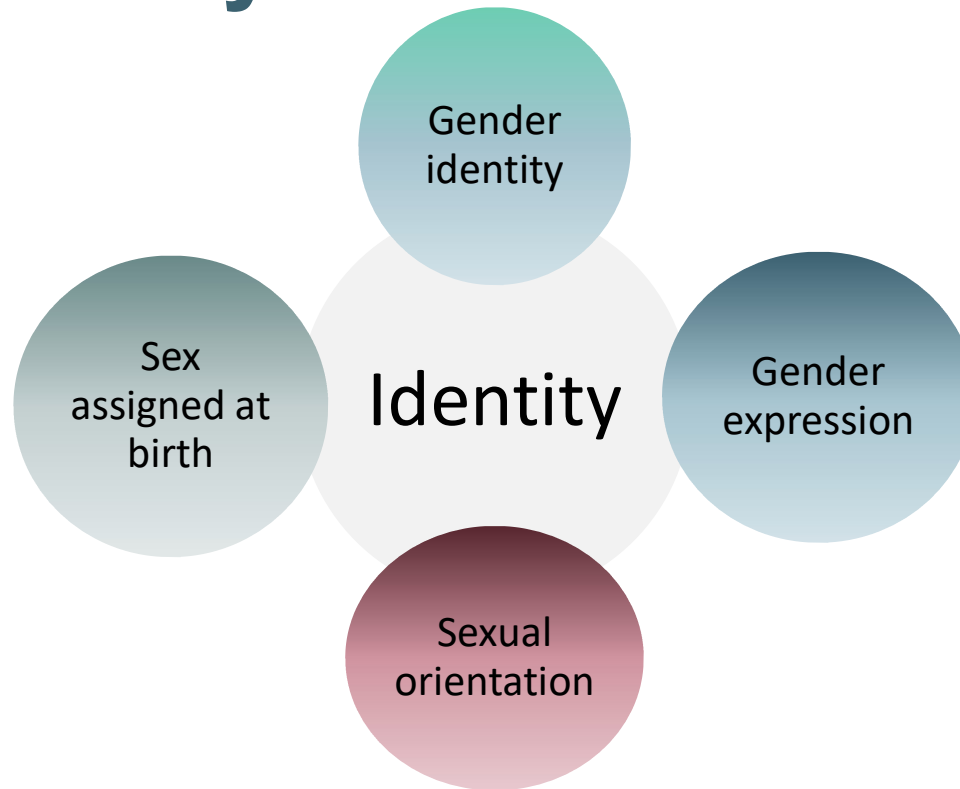 Gender
identity
Sex
assigned at
birth
Identity
Gender
expression
Sexual
orientation